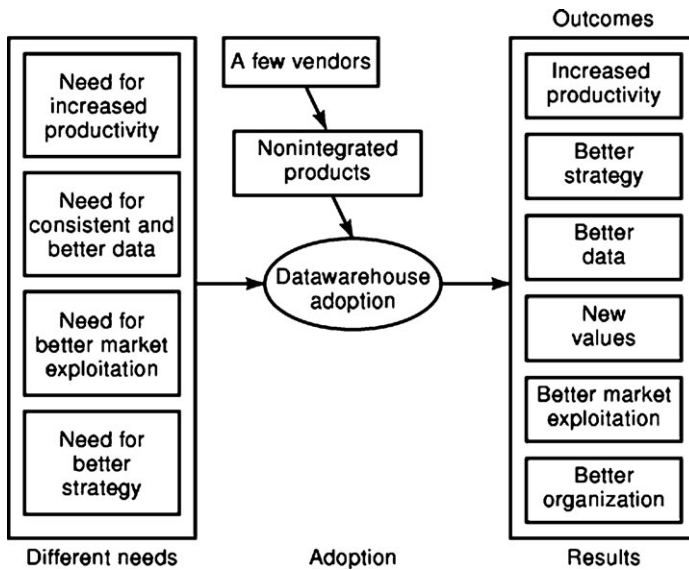 Need for
increased
productivity
Need for
consistent and
better data
Need for
better market
exploitation
Need for
better
strategy
Different needs
A few vendors
Nonintegrated
products
Datawarehouse
adoption
Adoption
Outcomes
Increased
productivity
Better
strategy
Better
data
New
values
Better market
exploitation
Better
organization
Results